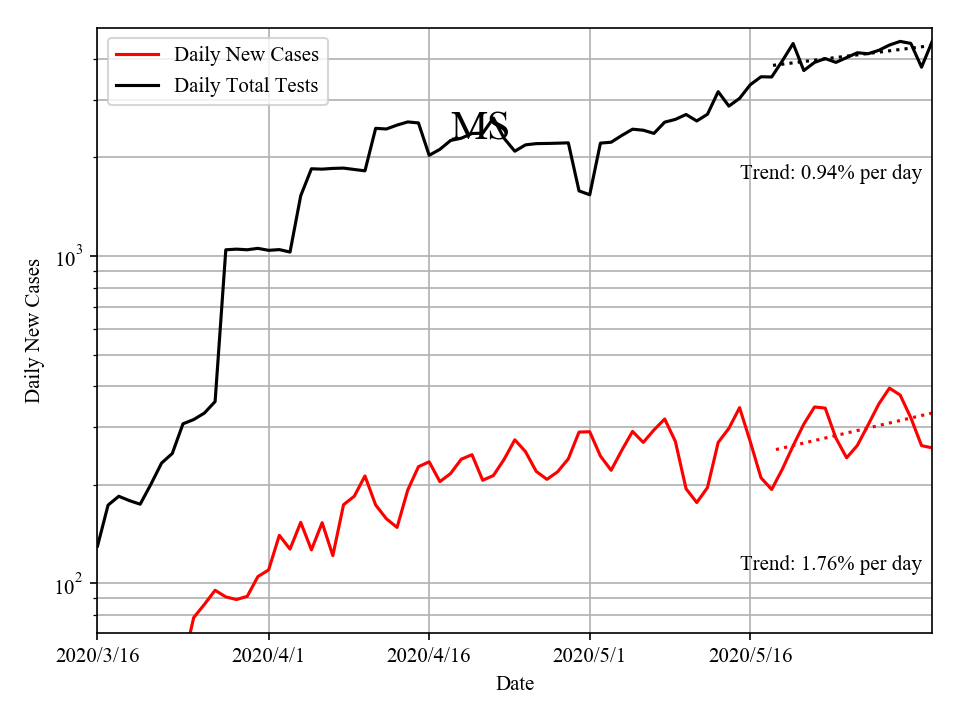 Daily New Cases
Daily Total Tests
MS
Trend: 0.94% per day
Trend: 1.76% per day
10³
10²
Daily New Cases
2020/3/16 2020/4/1 2020/4/16 2020/5/1 2020/5/16
Date